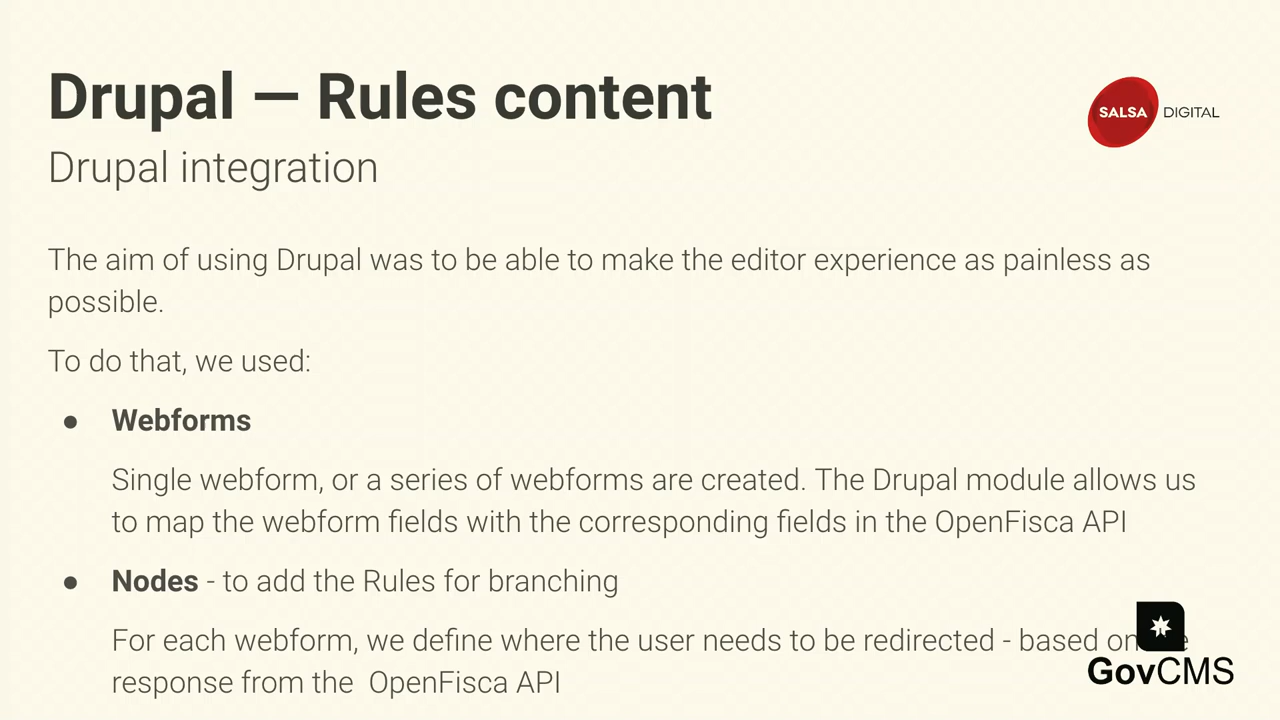 Drupal — Rules content
SALSA DIGITAL
Drupal integration
The aim of using Drupal was to be able to make the editor experience as painless as
possible.
To do that, we used:
● Webforms
Single webform, or a series of webforms are created. The Drupal module allows us
to map the webform fields with the corresponding fields in the OpenFisca API
● Nodes - to add the Rules for branching
For each webform, we define where the user needs to be redirected - based on
response from the  OpenFisca API
GovCMS